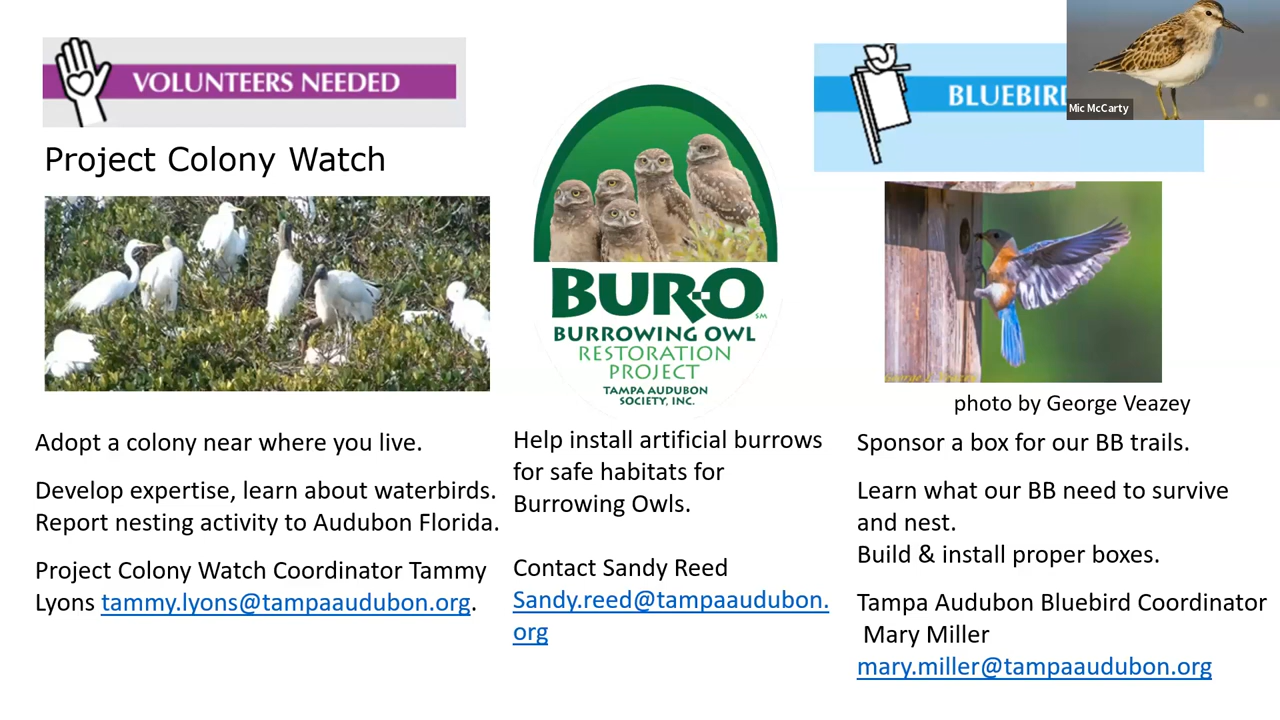 VOLUNTEERS NEEDED
Project Colony Watch
Adopt a colony near where you live.
Develop expertise, learn about waterbirds.
Report nesting activity to Audubon Florida.
Project Colony Watch Coordinator Tammy
Lyons tammy.lyons@tampaaudubon.org.
BUR-O
SM
BURROWING OWL
RESTORATION
PROJECT
TAMPA AUDUBON
SOCIETY, INC.
Help install artificial burrows
for safe habitats for
Burrowing Owls.
Contact Sandy Reed
Sandy.reed@tampaaudubon.
org
BLUEBIRD
Mic McCarty
photo by George Veazey
Sponsor a box for our BB trails.
Learn what our BB need to survive
and nest.
Build & install proper boxes.
Tampa Audubon Bluebird Coordinator
Mary Miller
mary.miller@tampaaudubon.org